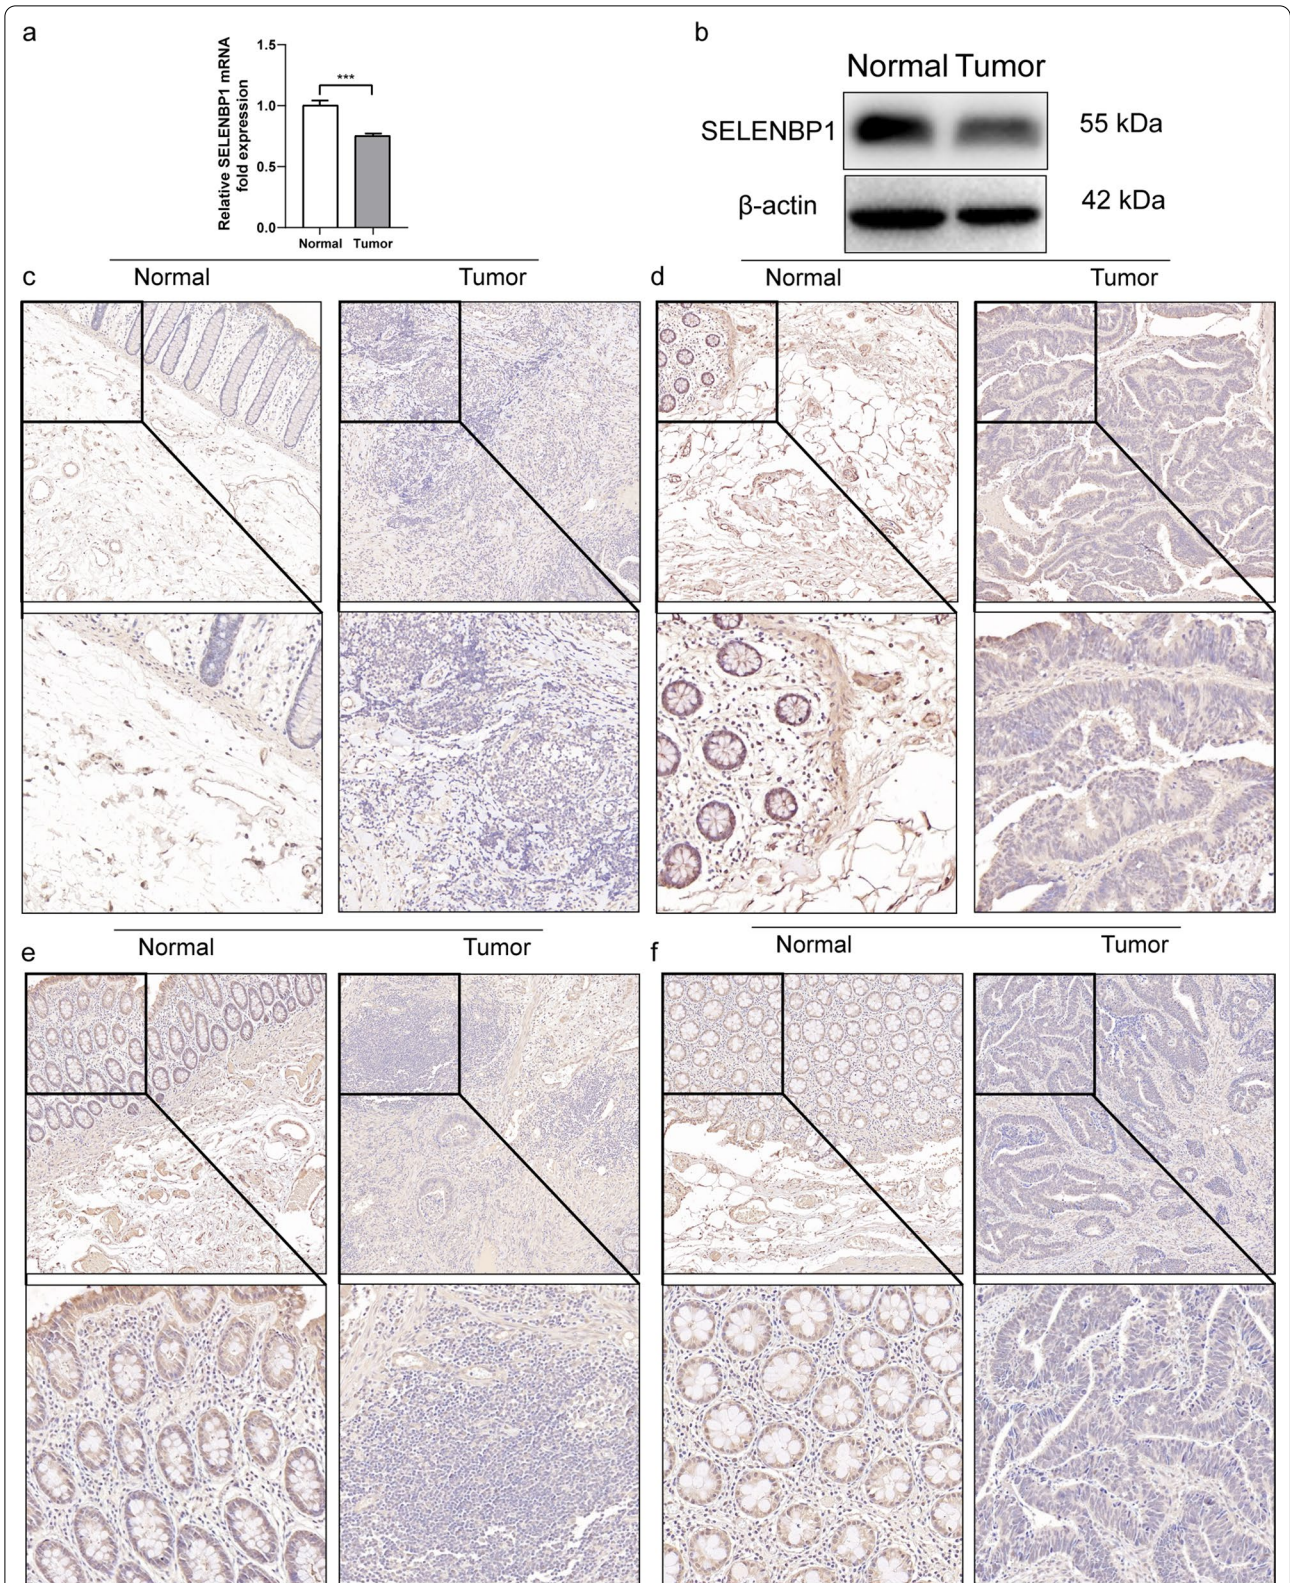 a
Relative SELENBP1 mRNA
fold expression
1.5
1.0
0.5
0.0
***
Normal Tumor
b
Normal Tumor
SELENBP1
55 kDa
β-actin
42 kDa
c
Normal
Tumor
d
Normal
Tumor
e
Normal
Tumor
f
Normal
Tumor